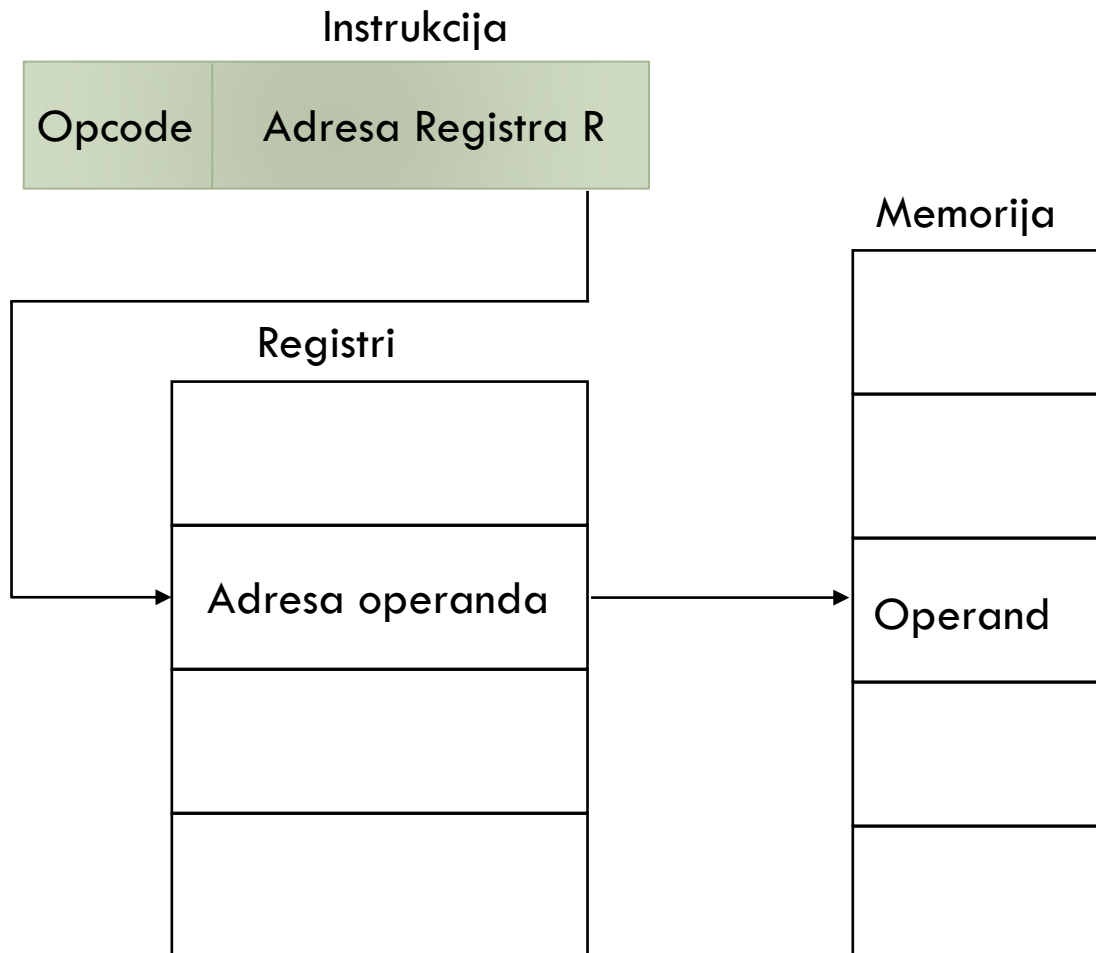 Instrukcija
Opcode
Adresa Registra R
Memorija
Registri
Adresa operanda
Operand